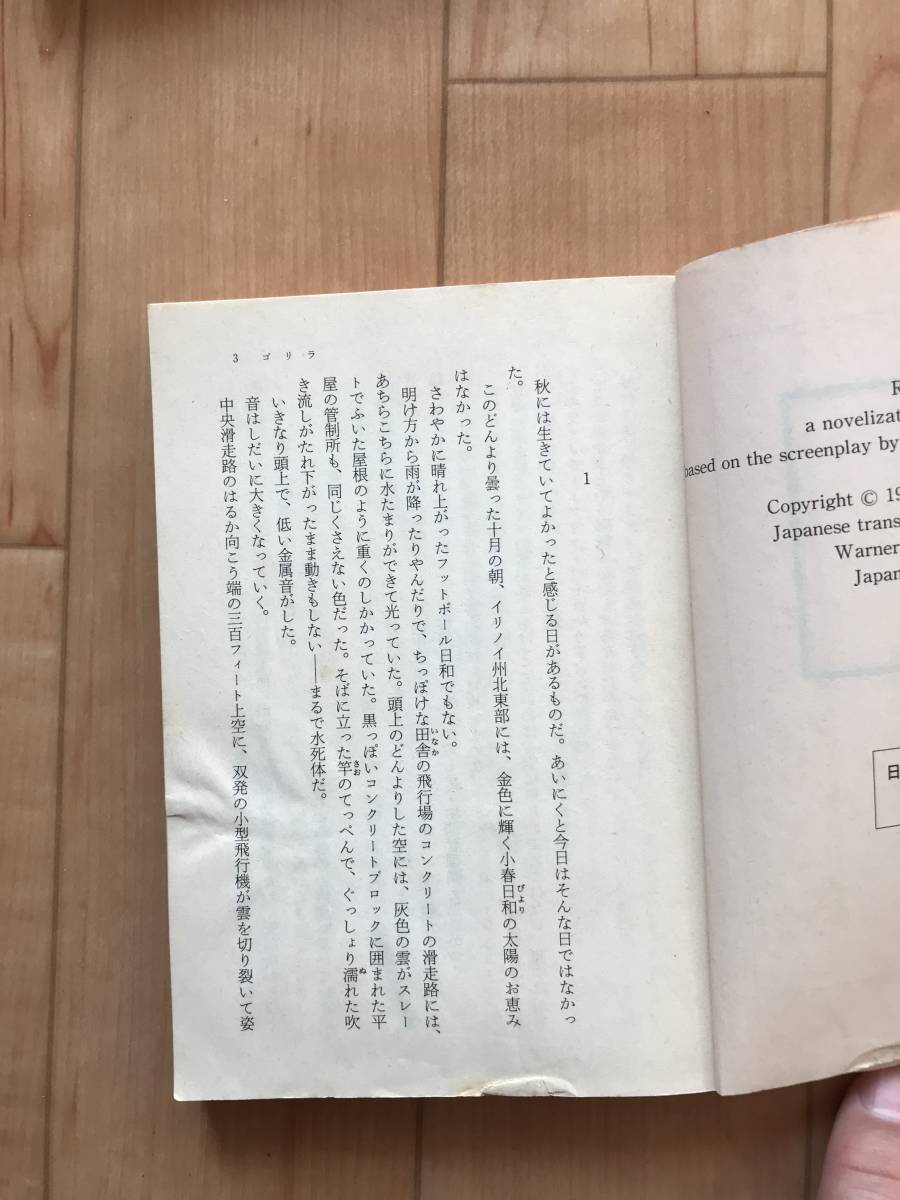 R
a novelizat
based on the screenplay by
Copyright © 19
Japanese trans
Warner
Japan
日
3 ゴリラ
1
秋には生きていてよかったと感じる日があるものだ。あいにくと今日はそんな日ではなかっ
た。
このどんより曇った十月の朝、イリノイ州北東部には、金色に輝く小春日和の太陽のお恵み
はなかった。
さわやかに晴れ上がったフットボール日和でもない。
明け方から雨が降ったりやんだりで、ちっぽけな田舎の飛行場のコンクリートの滑走路には、
あちらこちらに水たまりができて光っていた。頭上のどんよりした空には、灰色の雲がスレー
トでふいた屋根のように重くのしかかっていた。黒っぽいコンクリートブロックに囲まれた平
屋の管制所も、同じくさえない色だった。そばに立った竿のてっぺんで、ぐっしょり濡れた吹
き流しがたれ下がったまま動きもしない――まるで水死体だ。
いきなり頭上で、低い金属音がした。
音はしだいに大きくなっていく。
中央滑走路のはるか向こう端の三百フィート上空に、双発の小型飛行機が雲を切り裂いて姿